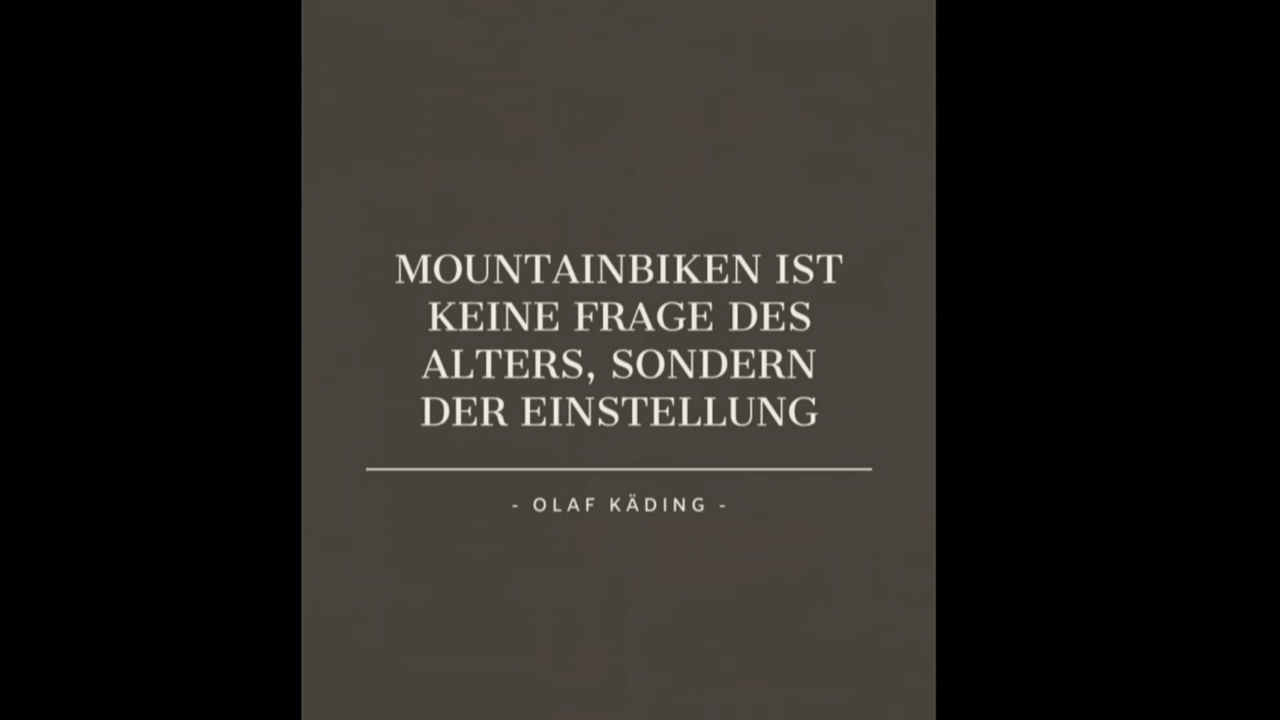 MOUNTAINBIKEN IST
KEINE FRAGE DES
ALTERS, SONDERN
DER EINSTELLUNG
- OLAF KÄDING -